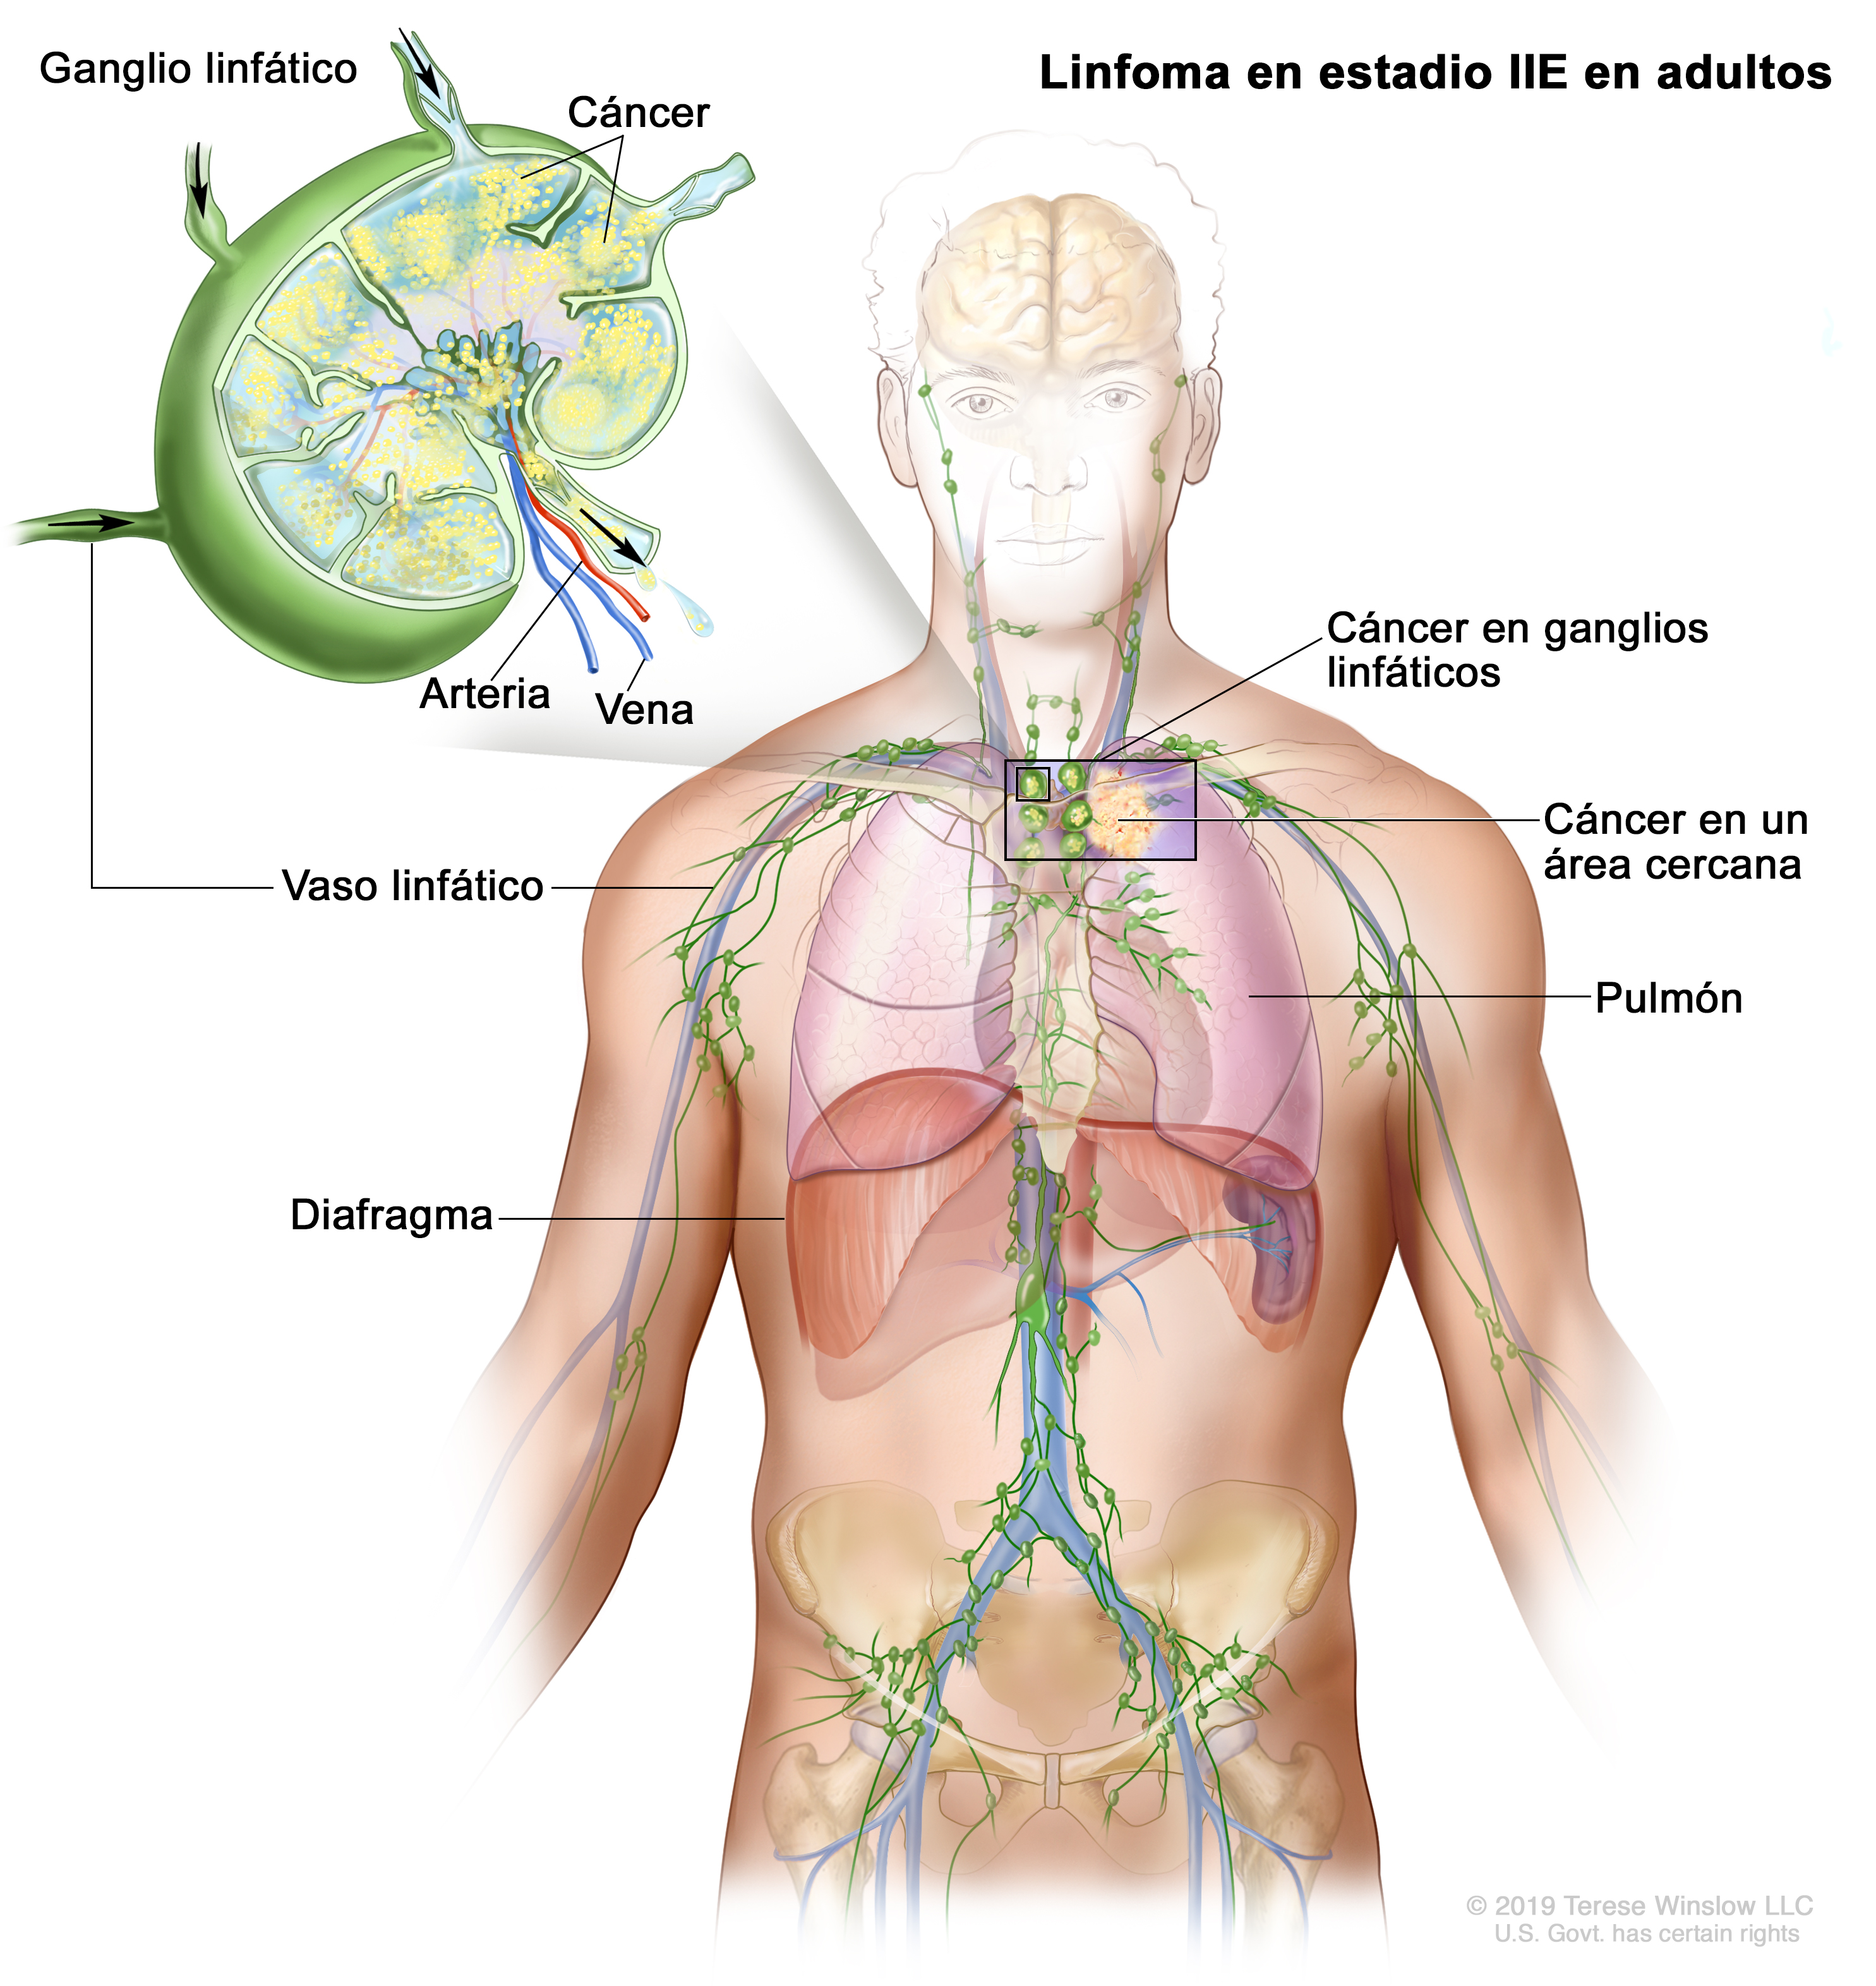 Linfoma en estadio IIE en adultos
Ganglio linfático
Cáncer
Arteria
Vena
Cáncer en ganglios
linfáticos
Cáncer en un
área cercana
Vaso linfático
Pulmón
Diafragma
© 2019 Terese Winslow LLC
U.S. Govt. has certain rights